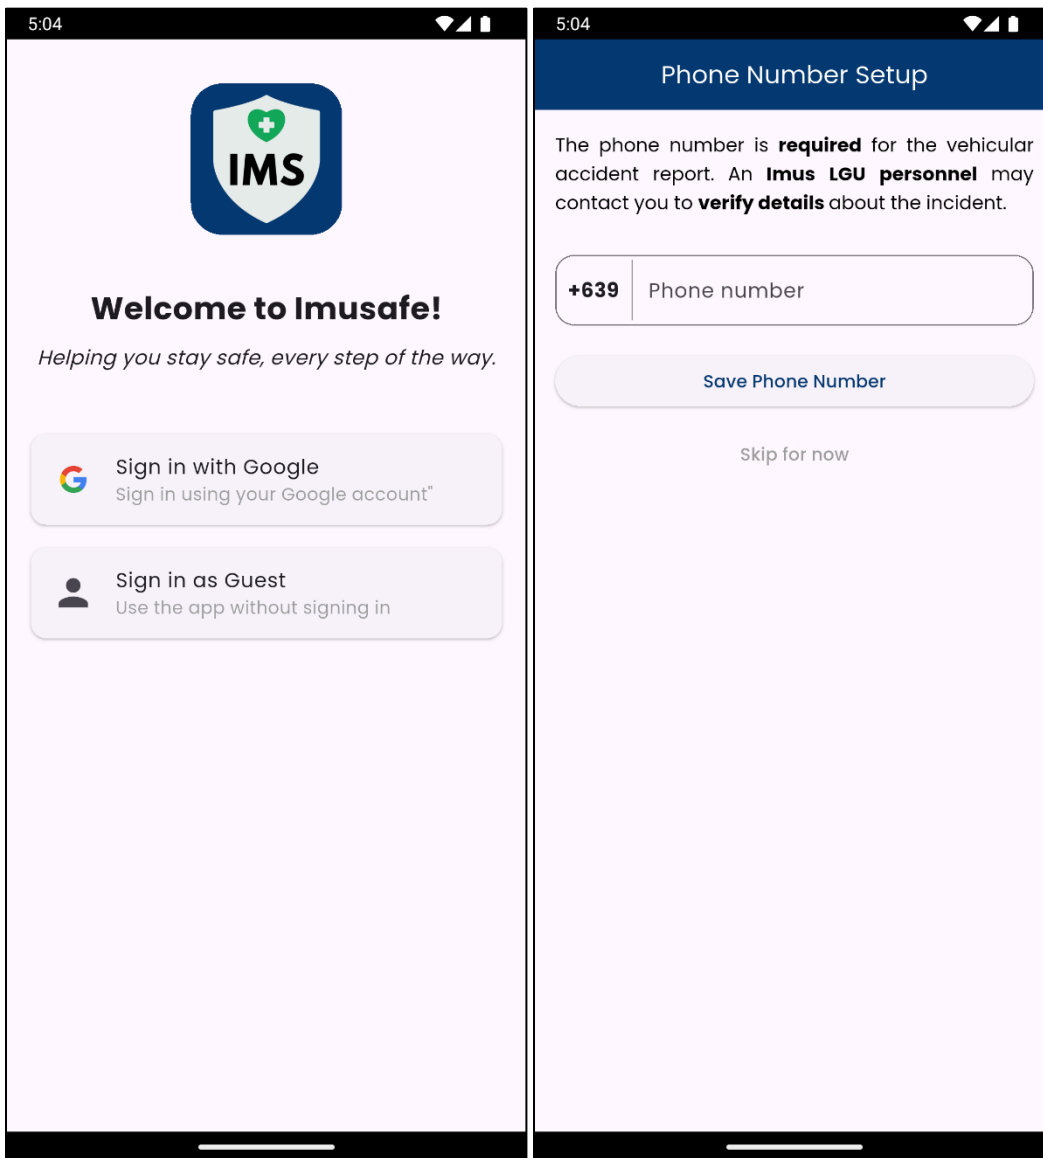 5:04
IMS
Welcome to Imusafe!
Helping you stay safe, every step of the way.
Sign in with Google
Sign in using your Google account"
Sign in as Guest
Use the app without signing in
5:04
Phone Number Setup
The phone number is required for the vehicular
accident report. An Imus LGU personnel may
contact you to verify details about the incident.
+639 Phone number
Save Phone Number
Skip for now